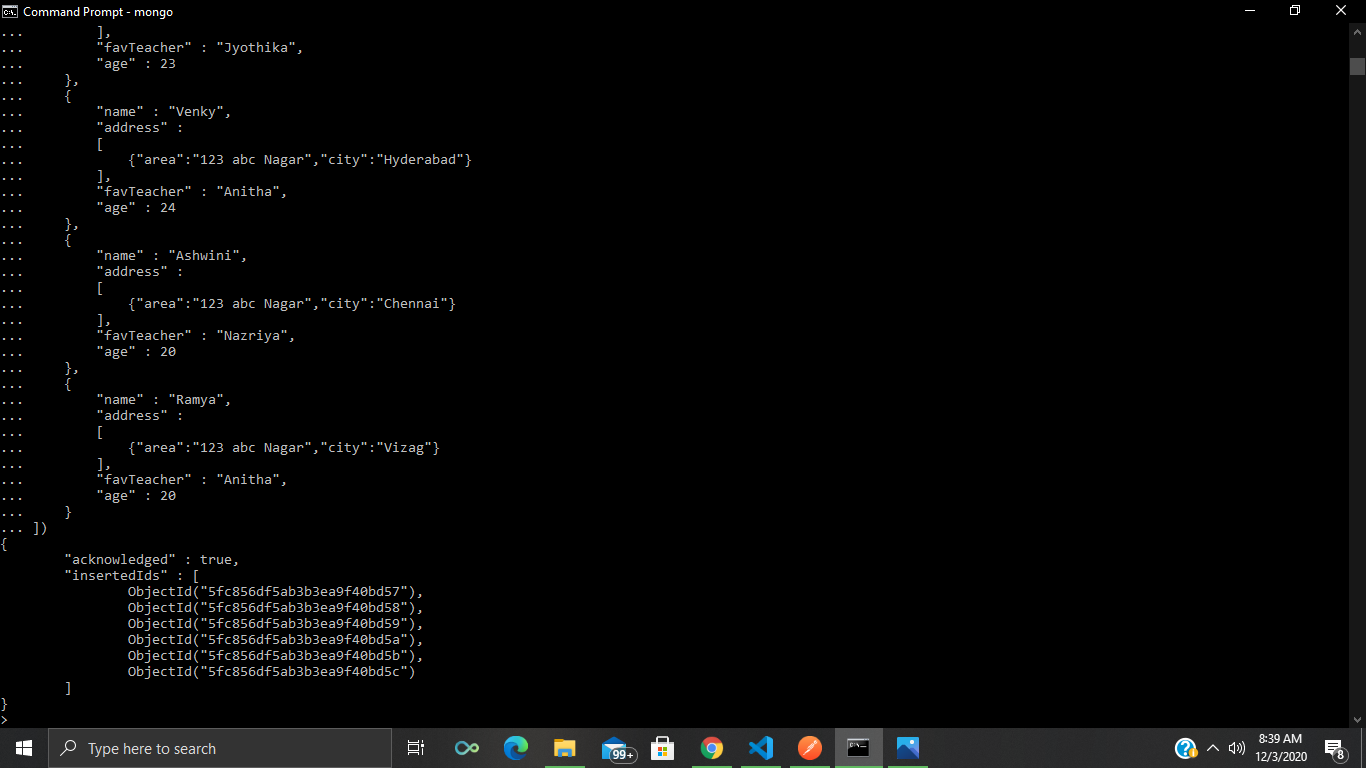 Command Prompt - mongo
... ],
... "favTeacher" : "Jyothika",
... "age" : 23
... },
... {
... "name" : "Venky",
... "address" :
... [
... {"area":"123 abc Nagar","city":"Hyderabad"}
... ],
... "favTeacher" : "Anitha",
... "age" : 24
... },
... {
... "name" : "Ashwini",
... "address" :
... [
... {"area":"123 abc Nagar","city":"Chennai"}
... ],
... "favTeacher" : "Nazriya",
... "age" : 20
... },
... {
... "name" : "Ramya",
... "address" :
... [
... {"area":"123 abc Nagar","city":"Vizag"}
... ],
... "favTeacher" : "Anitha",
... "age" : 20
... }
... ])
{
"acknowledged" : true,
"insertedIds" : [
ObjectId("5fc856df5ab3b3ea9f40bd57"),
ObjectId("5fc856df5ab3b3ea9f40bd58"),
ObjectId("5fc856df5ab3b3ea9f40bd59"),
ObjectId("5fc856df5ab3b3ea9f40bd5a"),
ObjectId("5fc856df5ab3b3ea9f40bd5b"),
ObjectId("5fc856df5ab3b3ea9f40bd5c")
]
}
>
Type here to search
99+
8:39 AM
12/3/2020
8